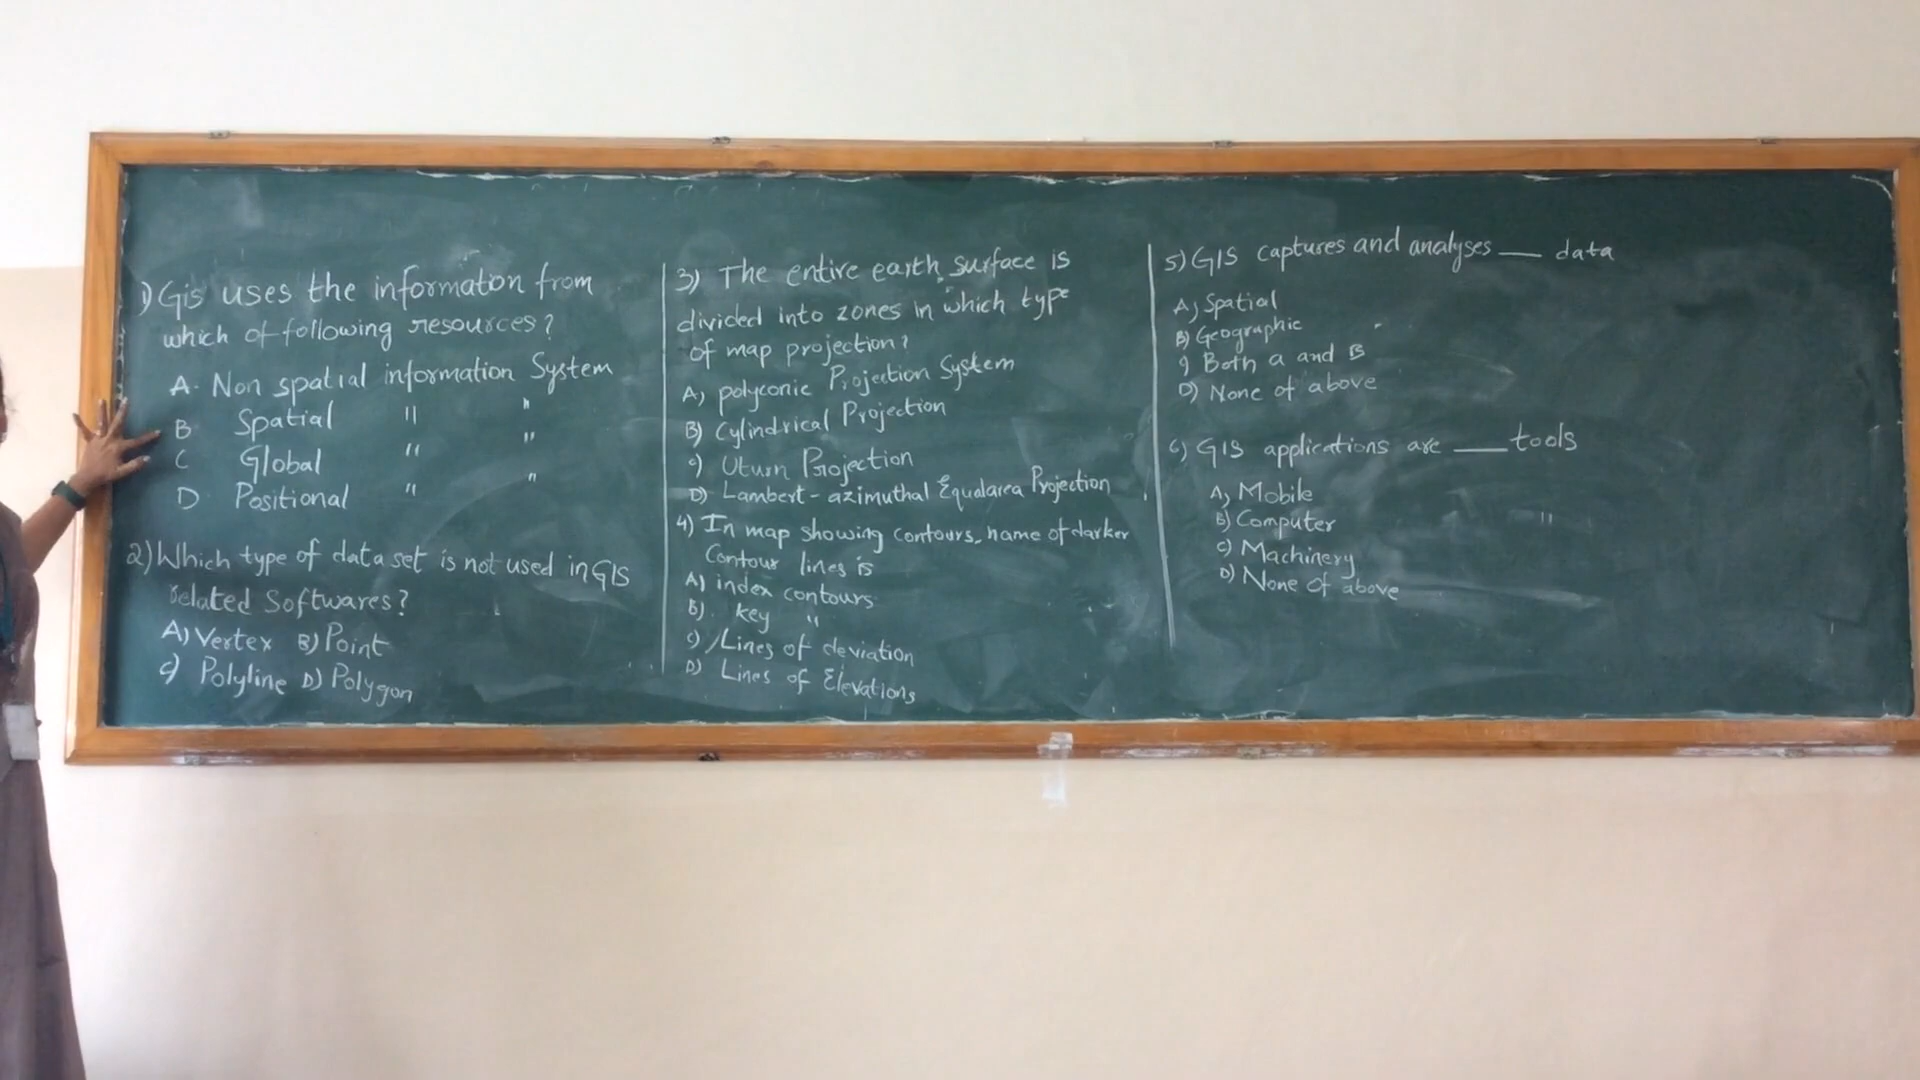 1) Gis uses the information from
which of following resources?
A. Non spatial information System
B Spatial " "
C Global " "
D Positional " "
2) Which type of data set is not used in GIS
related Softwares?
A) Vertex B) Point
c) Polyline D) Polygon
3) The entire earth surface is
divided into zones in which type
of map projection?
A) polyconic Projection System
B) Cylindrical Projection
c) Uturn Projection
D) Lambert-azimuthal Equalarea Projection
4) In map showing contours, name of darker
Contour lines is
A) index contours
B). key "
c) Lines of deviation
D) Lines of Elevations
5) GIS captures and analyses ___ data
A) Spatial
B) Geographic
c) Both a and B
D) None of above
6) GIS applications are ___ tools
A) Mobile
B) Computer "
c) Machinery
D) None of above